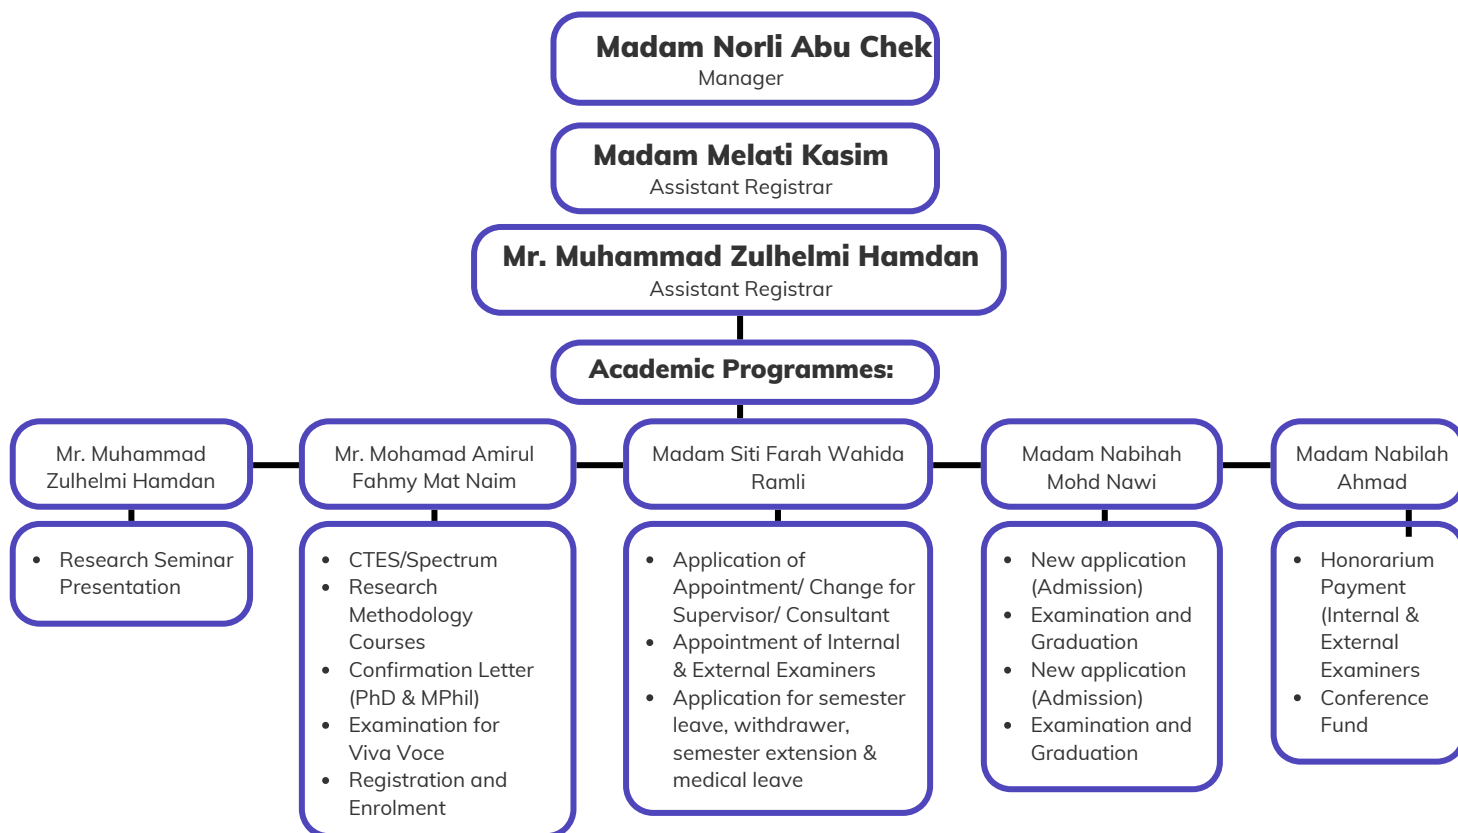 Madam Norli Abu Chek
Manager
Madam Melati Kasim
Assistant Registrar
Mr. Muhammad Zulhelmi Hamdan
Assistant Registrar
Academic Programmes:
Mr. Muhammad
Zulhelmi Hamdan
• Research Seminar
Presentation
Mr. Mohamad Amirul
Fahmy Mat Naim
• CTES/Spectrum
• Research
Methodology
Courses
• Confirmation Letter
(PhD & MPhil)
• Examination for
Viva Voce
• Registration and
Enrolment
Madam Siti Farah Wahida
Ramli
• Application of
Appointment/ Change for
Supervisor/ Consultant
• Appointment of Internal
& External Examiners
• Application for semester
leave, withdrawer,
semester extension &
medical leave
Madam Nabihah
Mohd Nawi
• New application
(Admission)
• Examination and
Graduation
• New application
(Admission)
• Examination and
Graduation
Madam Nabilah
Ahmad
• Honorarium
Payment
(Internal &
External
Examiners
• Conference
Fund